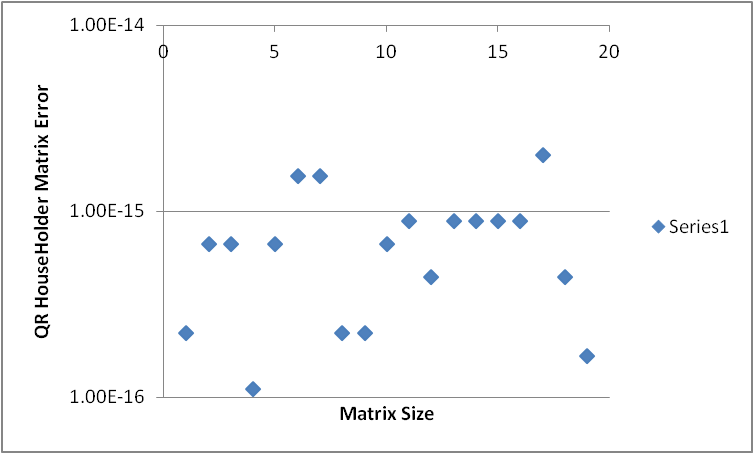 1.00E-14
0 5 10 15 20
QR HouseHolder Matrix Error
1.00E-15
Series1
1.00E-16
Matrix Size